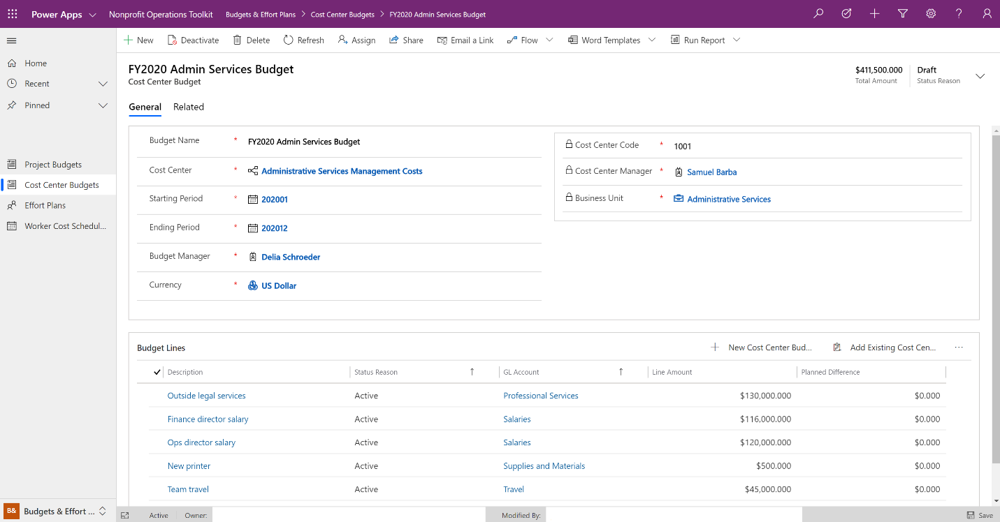 Power Apps Nonprofit Operations Toolkit Budgets & Effort Plans > Cost Center Budgets > FY2020 Admin Services Budget
New Deactivate Delete Refresh Assign Share Email a Link Flow Word Templates Run Report
Home
Recent
Pinned
Project Budgets
Cost Center Budgets
Effort Plans
Worker Cost Schedul...
B& Budgets & Effort ...
FY2020 Admin Services Budget
Cost Center Budget
$411,500.000
Total Amount
Draft
Status Reason
General Related
Budget Name * FY2020 Admin Services Budget
Cost Center * Administrative Services Management Costs
Starting Period * 202001
Ending Period * 202012
Budget Manager * Delia Schroeder
Currency * US Dollar
Cost Center Code * 1001
Cost Center Manager * Samuel Barba
Business Unit * Administrative Services
Budget Lines + New Cost Center Bud... Add Existing Cost Cen... ...
Description Status Reason ↑ GL Account ↑ Line Amount Planned Difference
Outside legal services Active Professional Services $130,000.000 $0.000
Finance director salary Active Salaries $116,000.000 $0.000
Ops director salary Active Salaries $120,000.000 $0.000
New printer Active Supplies and Materials $500.000 $0.000
Team travel Active Travel $45,000.000 $0.000
Active Owner: Modified By: Save